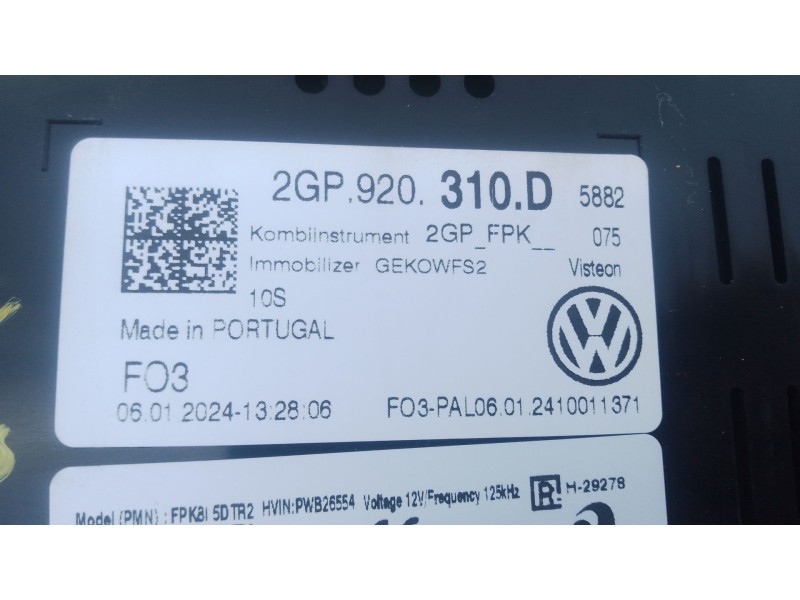 2GP.920. 310.D 5882
Kombiinstrument 2GP_FPK__ 075
Immobilizer GEKOWFS2 Visteon
10S
Made in PORTUGAL
FO3
06.01.2024-13:28:06 FO3-PAL06.01.2410011371
Model (PMN) : FPK8I 5DTR2 HVIN:PWB26554 Voltage 12V/Frequency 125kHz R H-29278